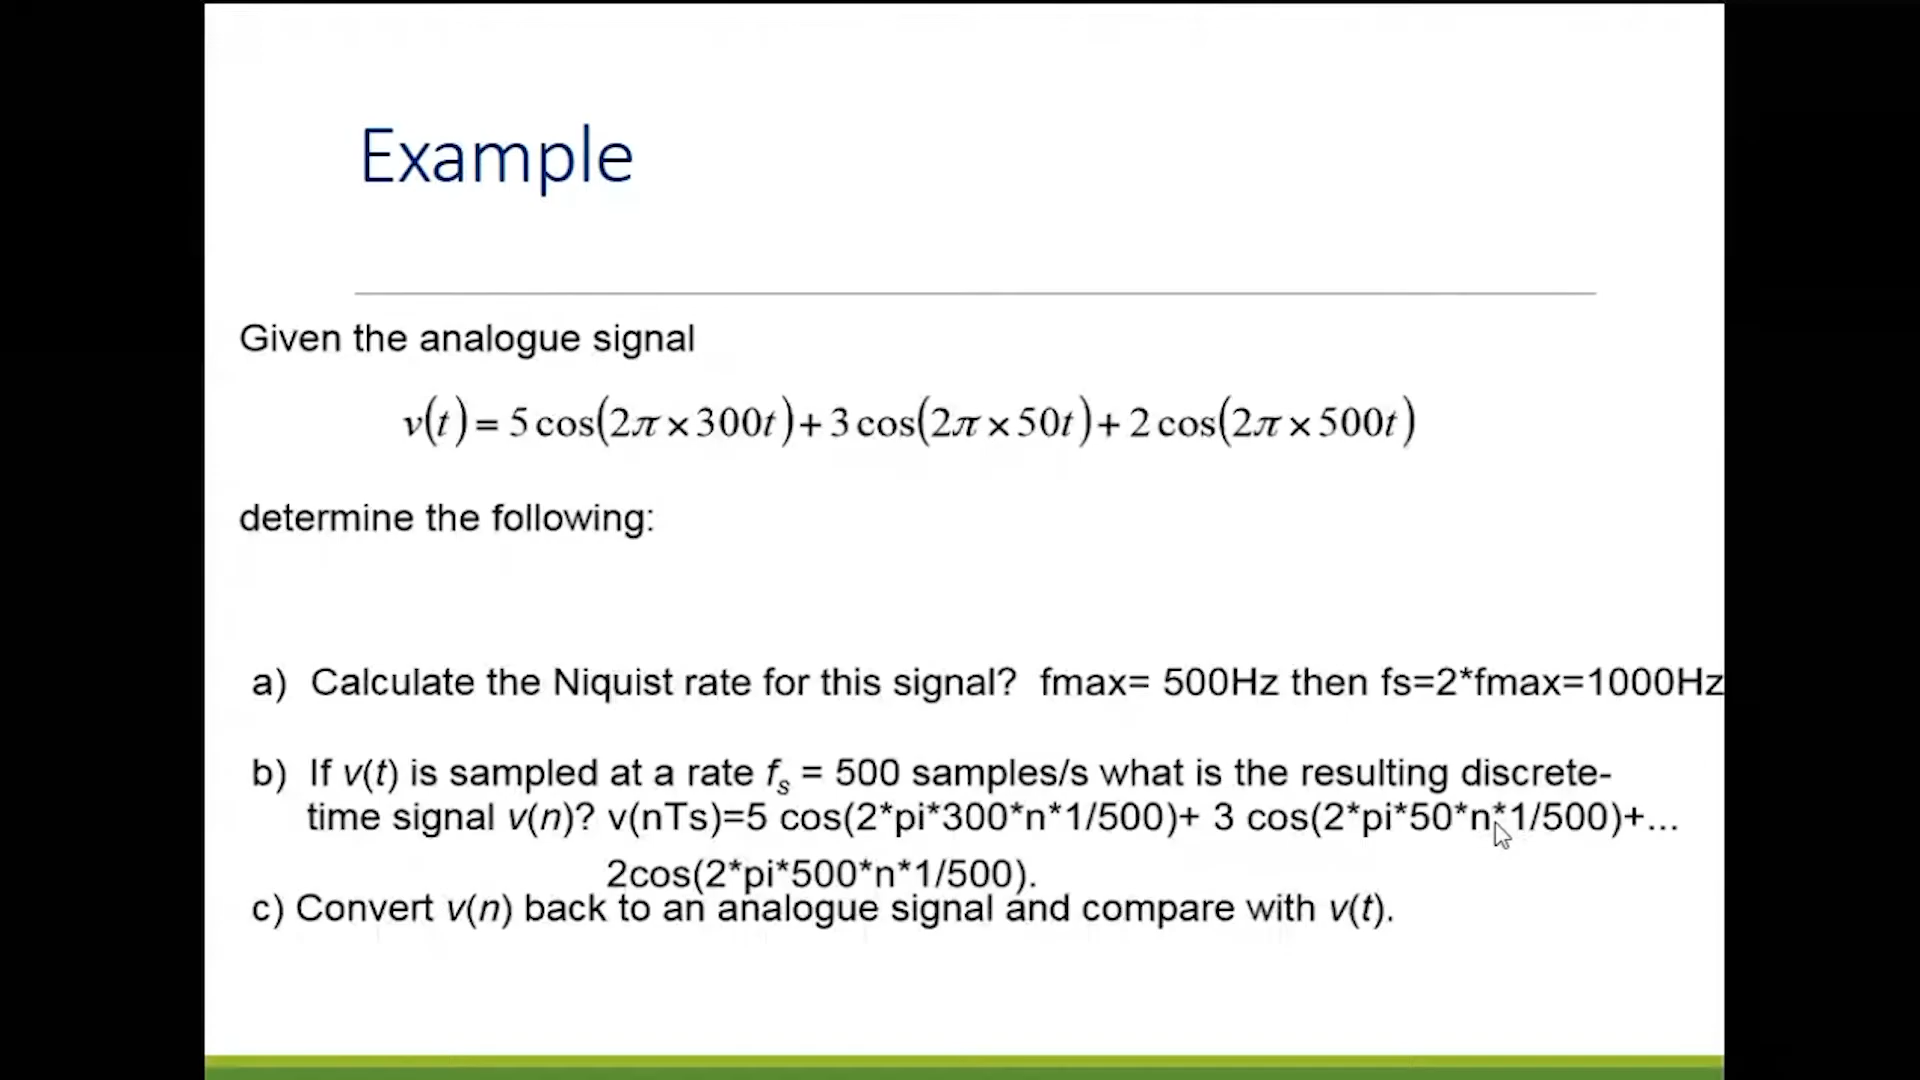 Example
Given the analogue signal
v(t) = 5 cos(2π × 300t) + 3 cos(2π × 50t) + 2 cos(2π × 500t)
determine the following:
a) Calculate the Niquist rate for this signal? fmax= 500Hz then fs=2*fmax=1000Hz
b) If v(t) is sampled at a rate fₛ = 500 samples/s what is the resulting discrete-
time signal v(n)? v(nTs)=5 cos(2*pi*300*n*1/500)+ 3 cos(2*pi*50*n*1/500)+...
2cos(2*pi*500*n*1/500).
c) Convert v(n) back to an analogue signal and compare with v(t).